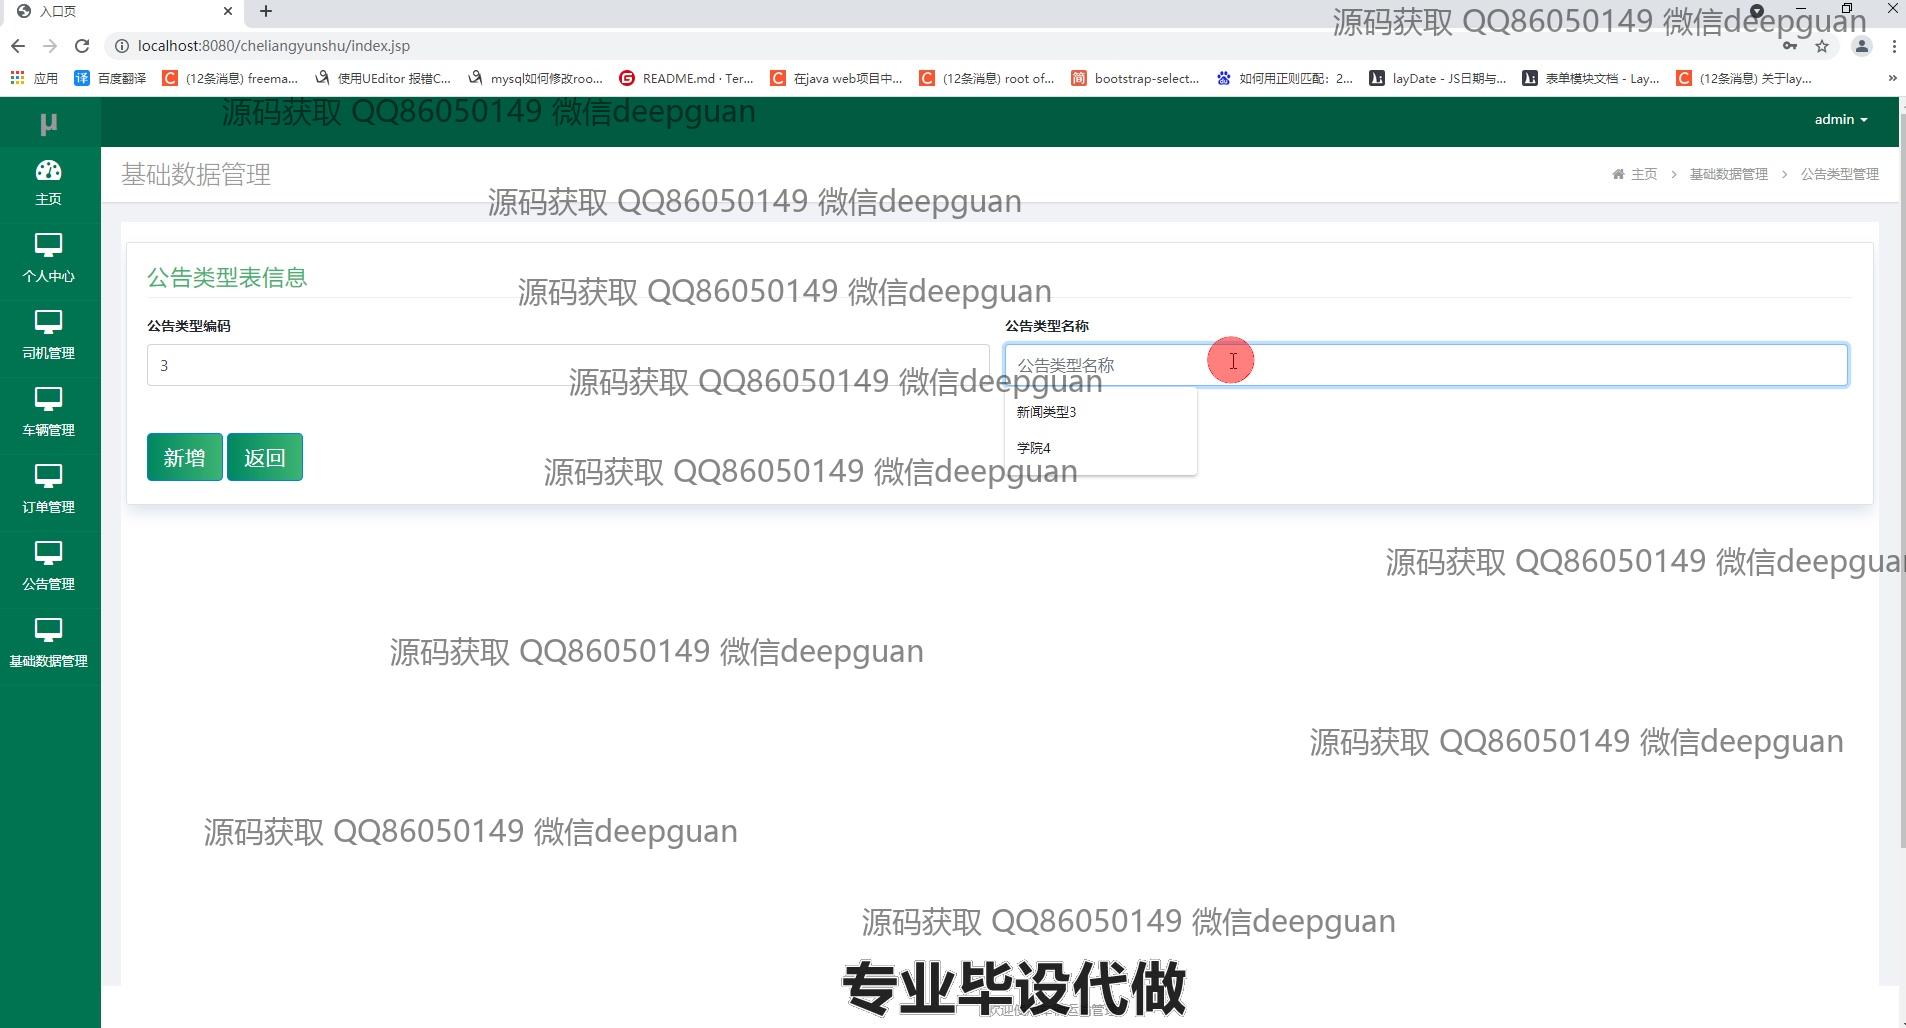 入口页
源码获取 QQ86050149 微信deepguan
localhost:8080/cheliangyunshu/index.jsp
应用 百度翻译 (12条消息) freema... 使用UEditor 报错C... mysql如何修改roo... README.md · Ter... 在java web项目中... (12条消息) root of... bootstrap-select... 如何用正则匹配：2... layDate - JS日期与... 表单模块文档 - Lay... (12条消息) 关于lay... »
源码获取 QQ86050149 微信deepguan
μ
admin
基础数据管理
主页 > 基础数据管理 > 公告类型管理
主页
源码获取 QQ86050149 微信deepguan
个人中心
公告类型表信息
源码获取 QQ86050149 微信deepguan
公告类型编码 公告类型名称
司机管理
3 公告类型名称
源码获取 QQ86050149 微信deepguan
新闻类型3
车辆管理
学院4
新增 返回
源码获取 QQ86050149 微信deepguan
订单管理
源码获取 QQ86050149 微信deepguan
公告管理
源码获取 QQ86050149 微信deepguan
基础数据管理
源码获取 QQ86050149 微信deepguan
源码获取 QQ86050149 微信deepguan
源码获取 QQ86050149 微信deepguan
专业毕设代做